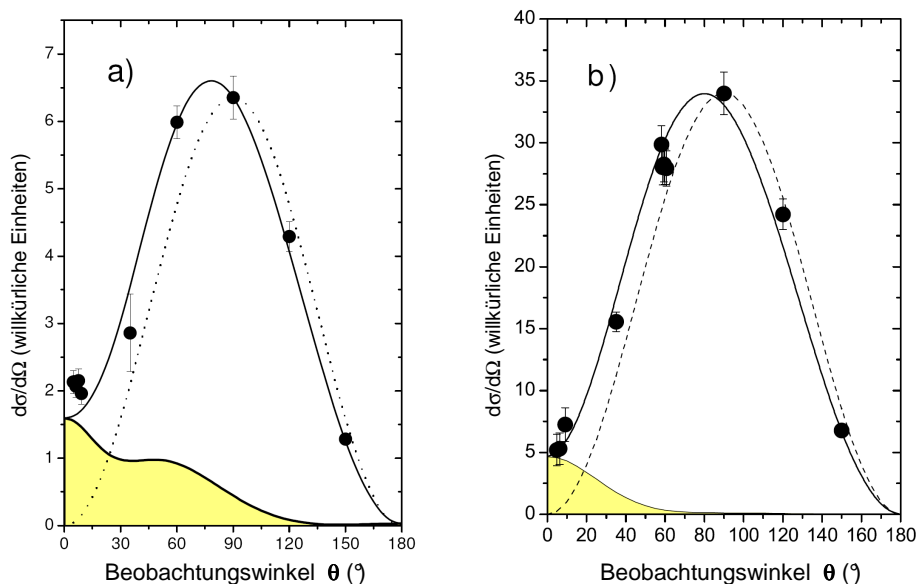 a)
7
6
5
4
3
2
1
0
0 30 60 90 120 150 180
dσ/dΩ (willkürliche Einheiten)
Beobachtungswinkel θ (°)
b)
40
35
30
25
20
15
10
5
0
0 20 40 60 80 100 120 140 160 180
dσ/dΩ (willkürliche Einheiten)
Beobachtungswinkel θ (°)